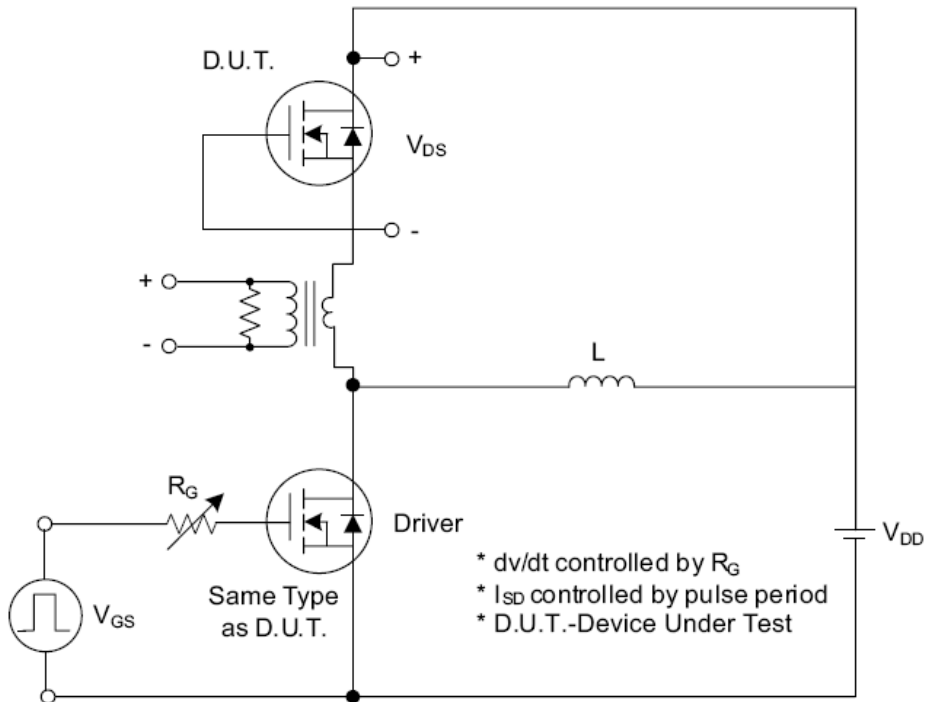 D.U.T.
+
V_DS
-
+
-
L
R_G
Driver
V_DD
V_GS
Same Type
as D.U.T.
* dv/dt controlled by R_G
* I_SD controlled by pulse period
* D.U.T.-Device Under Test